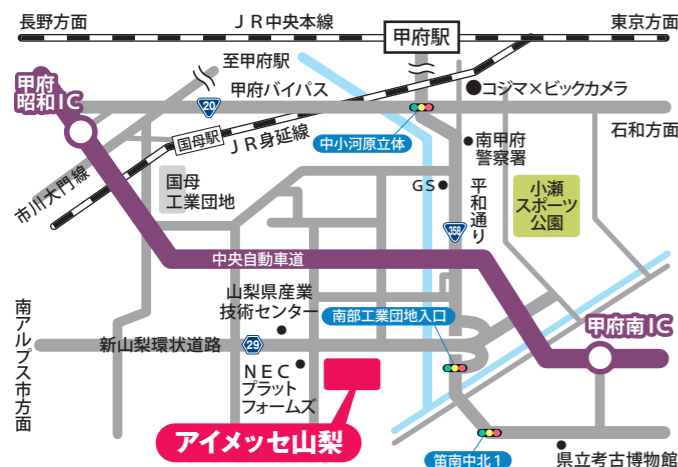 長野方面
JR中央本線
東京方面
甲府駅
至甲府駅
甲府
昭和IC
甲府バイパス
20
コジマ×ビックカメラ
国母駅
JR身延線
中小河原立体
石和方面
南甲府
警察署
市川大門線
国母
工業団地
GS
平和通り
小瀬
スポーツ
公園
358
中央自動車道
山梨県産業
技術センター
南部工業団地入口
甲府南IC
南アルプス市方面
新山梨環状道路
29
NEC
プラット
フォームズ
アイメッセ山梨
笛南中北1
県立考古博物館